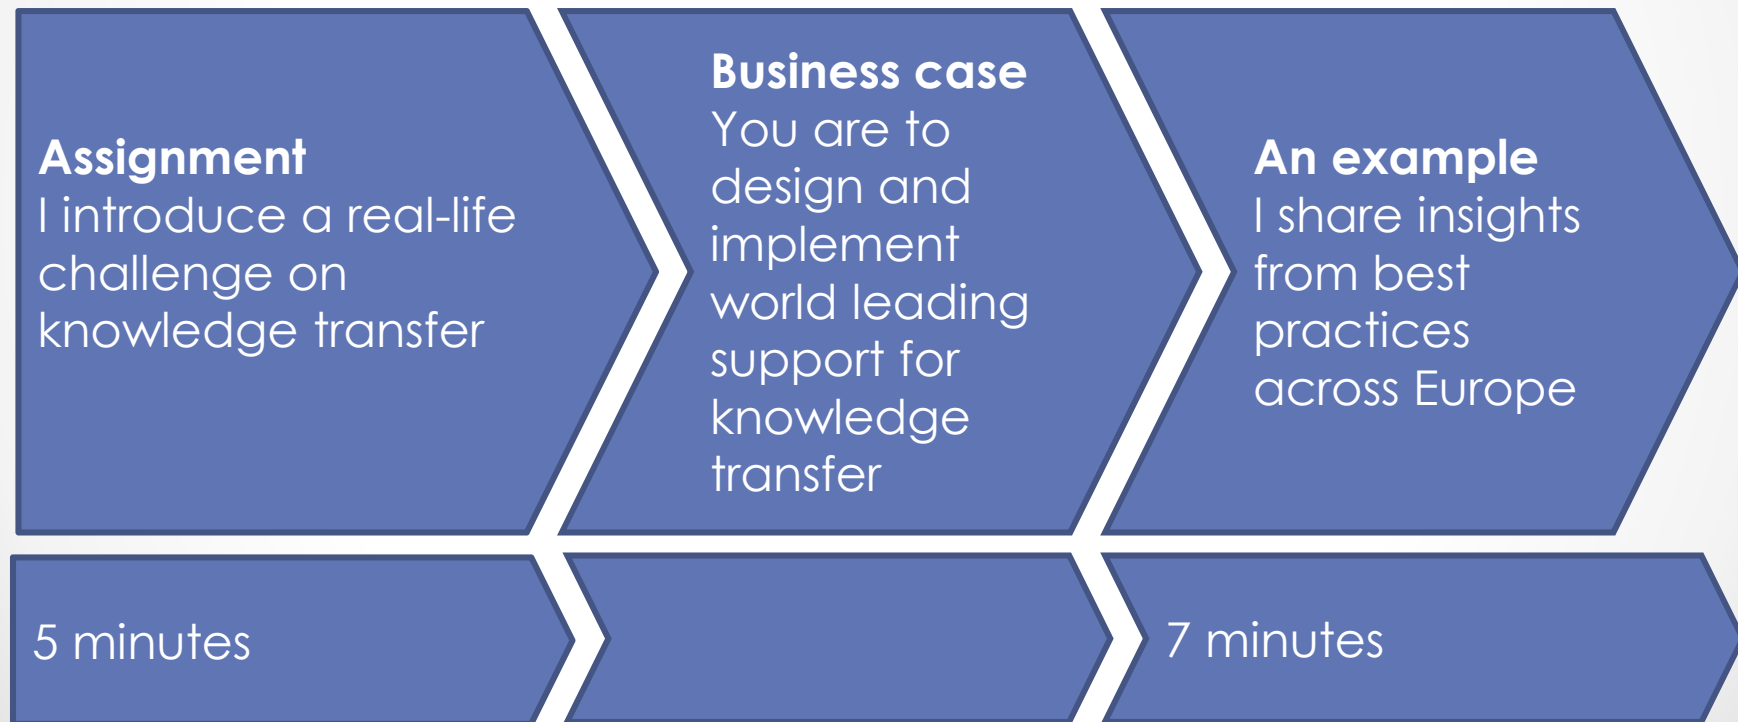 Assignment
I introduce a real-life
challenge on
knowledge transfer
Business case
You are to
design and
implement
world leading
support for
knowledge
transfer
An example
I share insights
from best
practices
across Europe
5 minutes
7 minutes